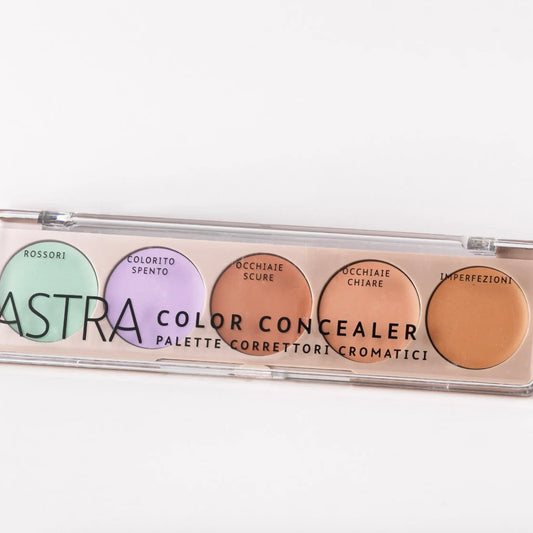 ROSSORI
COLORITO
SPENTO
OCCHIAIE
SCURE
OCCHIAIE
CHIARE
IMPERFEZIONI
ASTRA COLOR CONCEALER
PALETTE CORRETTORI CROMATICI